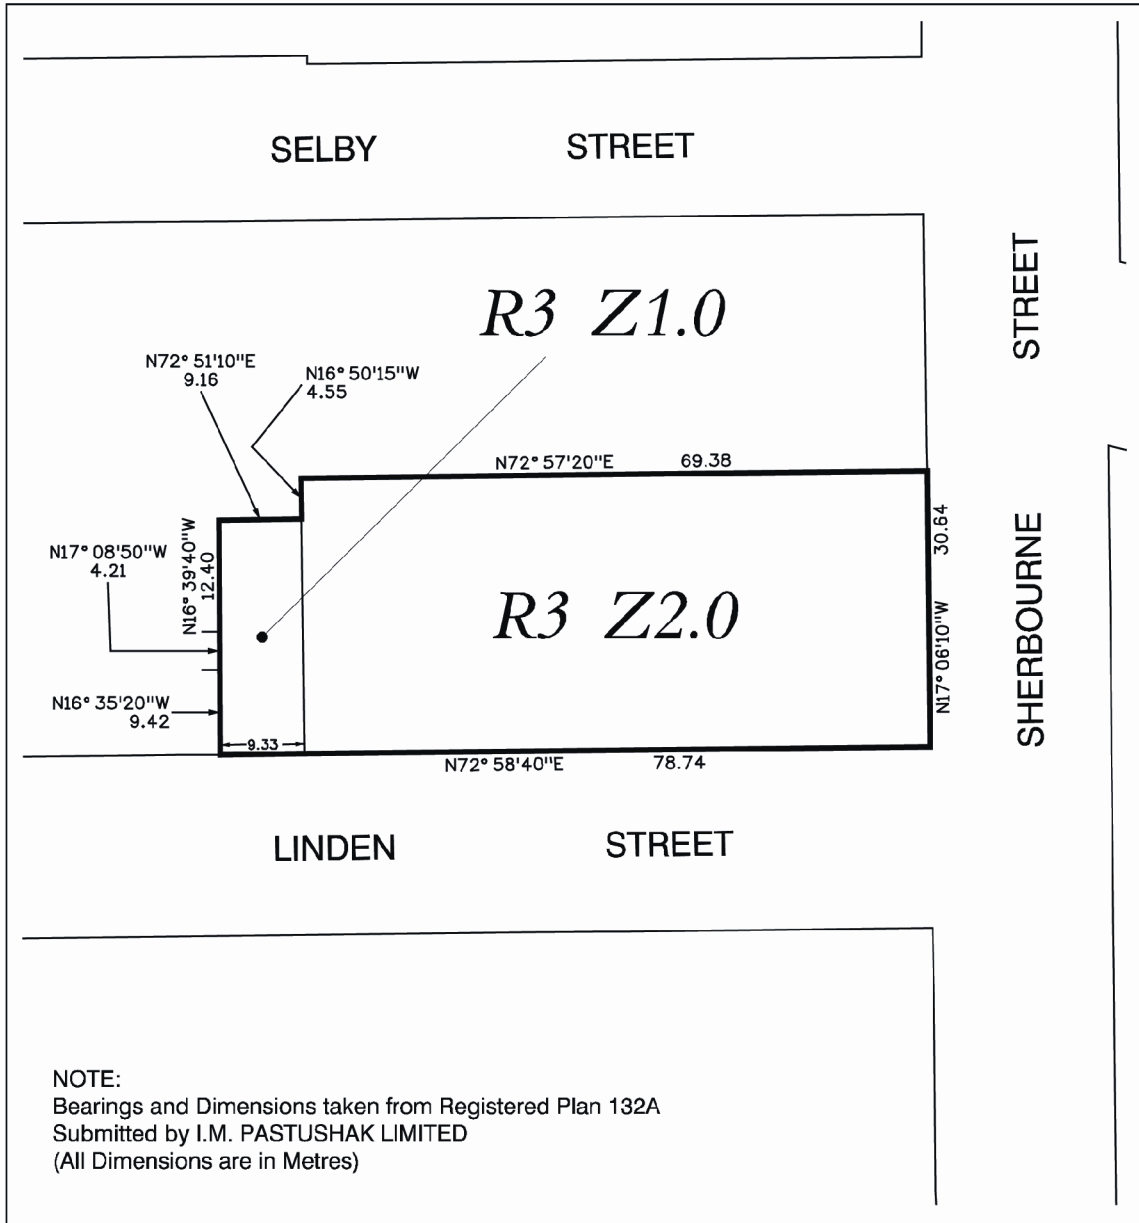 SELBY STREET
STREET
R3 Z1.0
N72° 51'10"E
9.16
N16° 50'15"W
4.55
N72° 57'20"E 69.38
N16° 39'40"W
12.40
30.64
N17° 08'50"W
4.21
R3 Z2.0
SHERBOURNE
N17° 06'10"W
N16° 35'20"W
9.42
9.33
N72° 58'40"E 78.74
LINDEN STREET
NOTE:
Bearings and Dimensions taken from Registered Plan 132A
Submitted by I.M. PASTUSHAK LIMITED
(All Dimensions are in Metres)